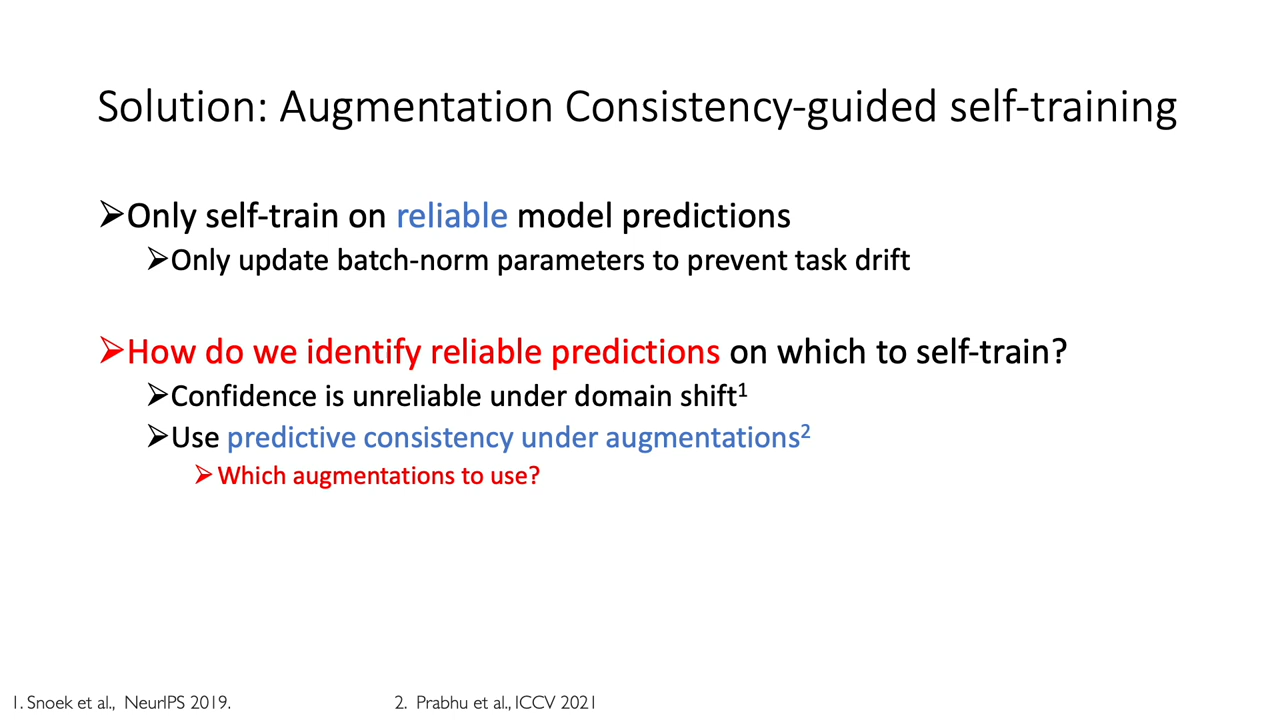 Solution: Augmentation Consistency-guided self-training
➢Only self-train on reliable model predictions
➢Only update batch-norm parameters to prevent task drift
➢How do we identify reliable predictions on which to self-train?
➢Confidence is unreliable under domain shift¹
➢Use predictive consistency under augmentations²
➢Which augmentations to use?
1. Snoek et al., NeurIPS 2019.
2. Prabhu et al., ICCV 2021